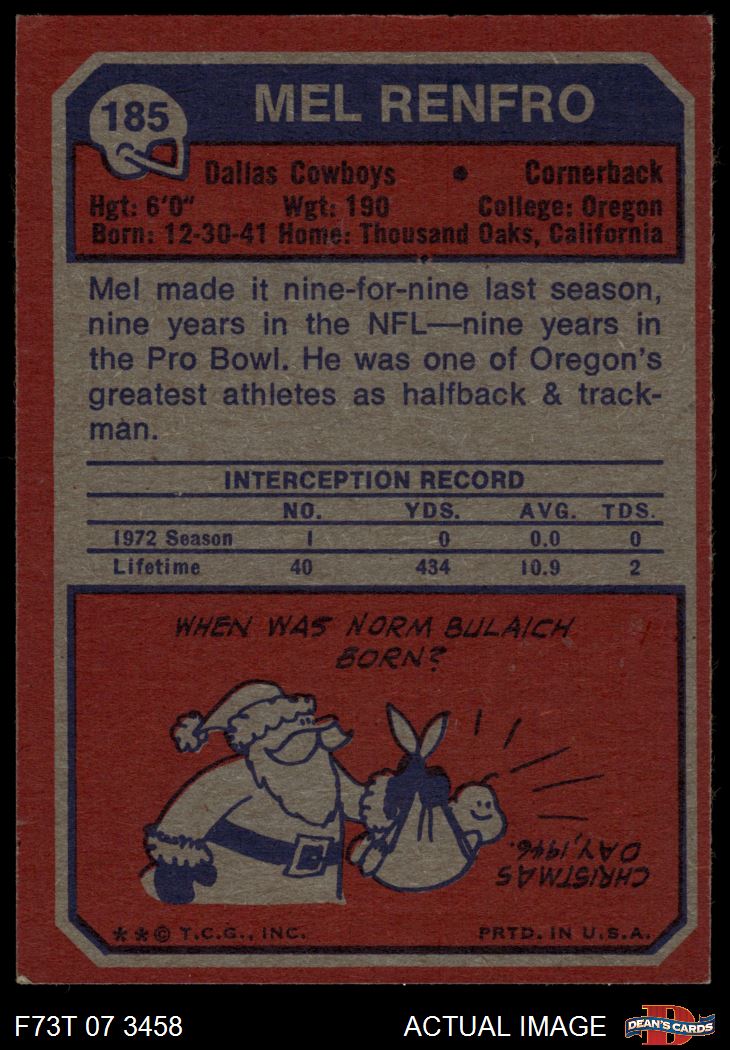 185
MEL RENFRO
Dallas Cowboys • Cornerback
Hgt: 6'0" Wgt: 190 College: Oregon
Born: 12-30-41 Home: Thousand Oaks, California
Mel made it nine-for-nine last season,
nine years in the NFL—nine years in
the Pro Bowl. He was one of Oregon's
greatest athletes as halfback & track-
man.
INTERCEPTION RECORD
NO. YDS. AVG. TDS.
1972 Season 1 0 0.0 0
Lifetime 40 434 10.9 2
WHEN WAS NORM BULAICH
BORN?
CHRISTMAS
DAY, 1946.
** © T.C.G., INC. PRTD. IN U.S.A.
F73T 07 3458 ACTUAL IMAGE
D
DEAN'S CARDS